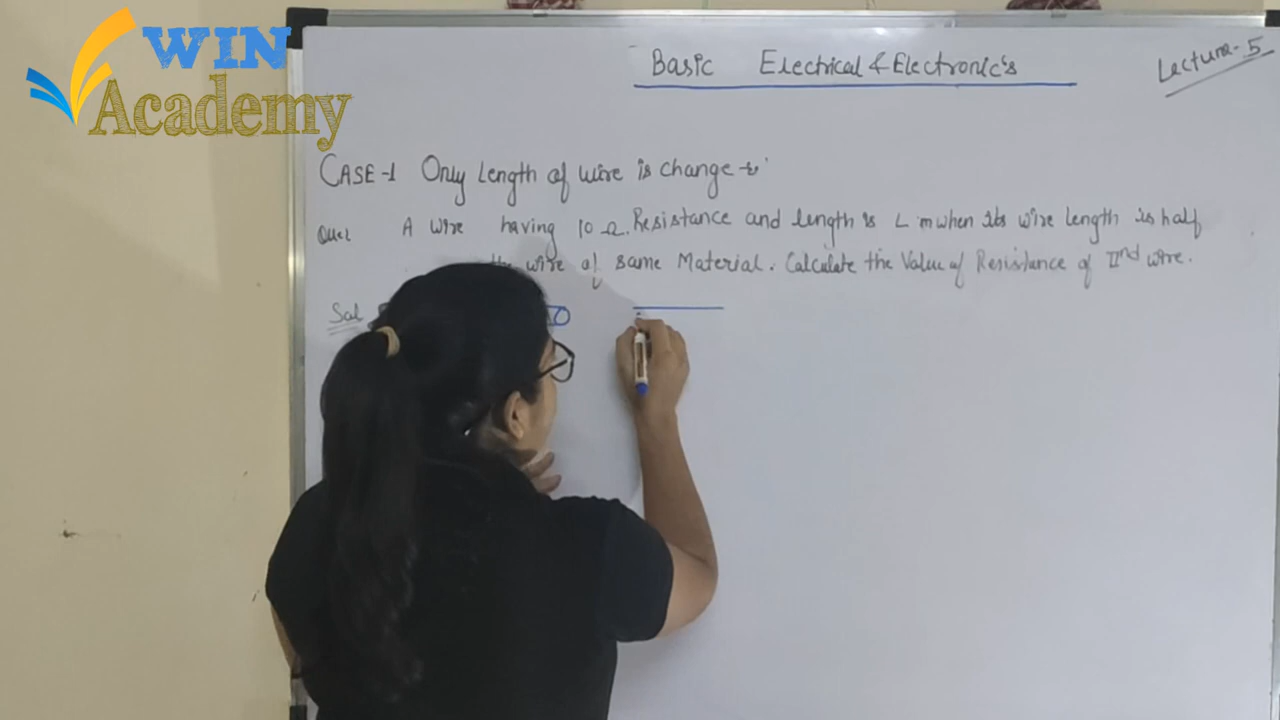 WIN
Academy
Basic Electrical & Electronic's
Lecture-5
CASE-1 Only Length of wire is change
Que1 A wire having 10 Ω. Resistance and length is L m when its wire length is half
the wire of same Material. Calculate the Value of Resistance of IInd wire.
Sol